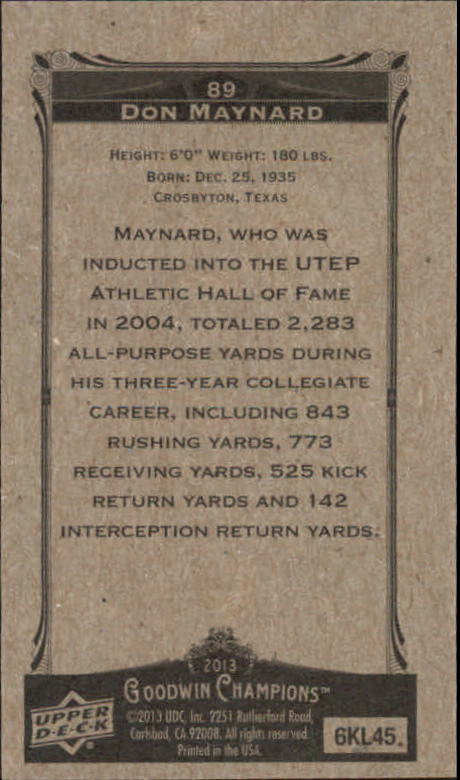 89
DON MAYNARD
HEIGHT: 6'0" WEIGHT: 180 LBS.
BORN: DEC. 25, 1935
CROSBYTON, TEXAS
MAYNARD, WHO WAS
INDUCTED INTO THE UTEP
ATHLETIC HALL OF FAME
IN 2004, TOTALED 2,283
ALL-PURPOSE YARDS DURING
HIS THREE-YEAR COLLEGIATE
CAREER, INCLUDING 843
RUSHING YARDS, 773
RECEIVING YARDS, 525 KICK
RETURN YARDS AND 142
INTERCEPTION RETURN YARDS.
2013
GOODWIN CHAMPIONS™
UPPER
D•E•C•K
©2013 UDC, Inc. 2251 Rutherford Road,
Carlsbad, CA 92008. All rights reserved.
Printed in the USA.
6KL45.